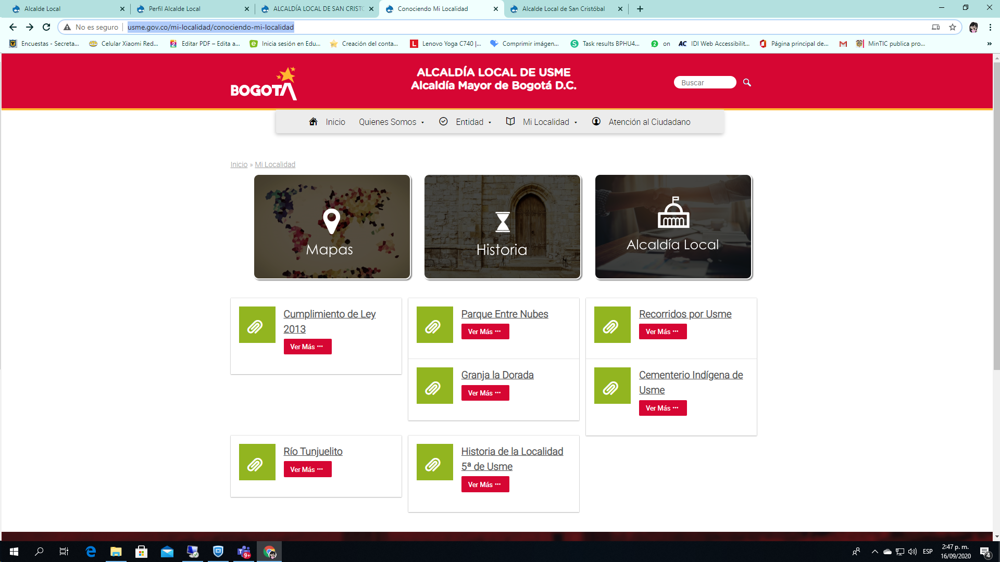 Alcalde Local
Perfil Alcalde Local
ALCALDÍA LOCAL DE SAN CRISTO
Conociendo Mi Localidad
Alcalde Local de San Cristóbal
No es seguro
usme.gov.co/mi-localidad/conociendo-mi-localidad
Encuestas - Secreta...
Celular Xiaomi Red...
Editar PDF – Edita a...
Inicia sesión en Edu...
Creación del conta...
Lenovo Yoga C740 |...
Comprimir imágen...
Task results BPHU4...
2 on
AC IDI Web Accessibilit...
Página principal de...
MinTIC publica pro...
»
BOGOTÁ
ALCALDÍA LOCAL DE USME
Alcaldía Mayor de Bogotá D.C.
Buscar
Inicio
Quienes Somos
Entidad
Mi Localidad
Atención al Ciudadano
Inicio » Mi Localidad
Mapas
Historia
Alcaldía Local
Cumplimiento de Ley
2013
Ver Más ···
Parque Entre Nubes
Ver Más ···
Recorridos por Usme
Ver Más ···
Granja la Dorada
Ver Más ···
Cementerio Indígena de
Usme
Ver Más ···
Río Tunjuelito
Ver Más ···
Historia de la Localidad
5ª de Usme
Ver Más ···
9+
ESP
2:47 p. m.
16/09/2020
4